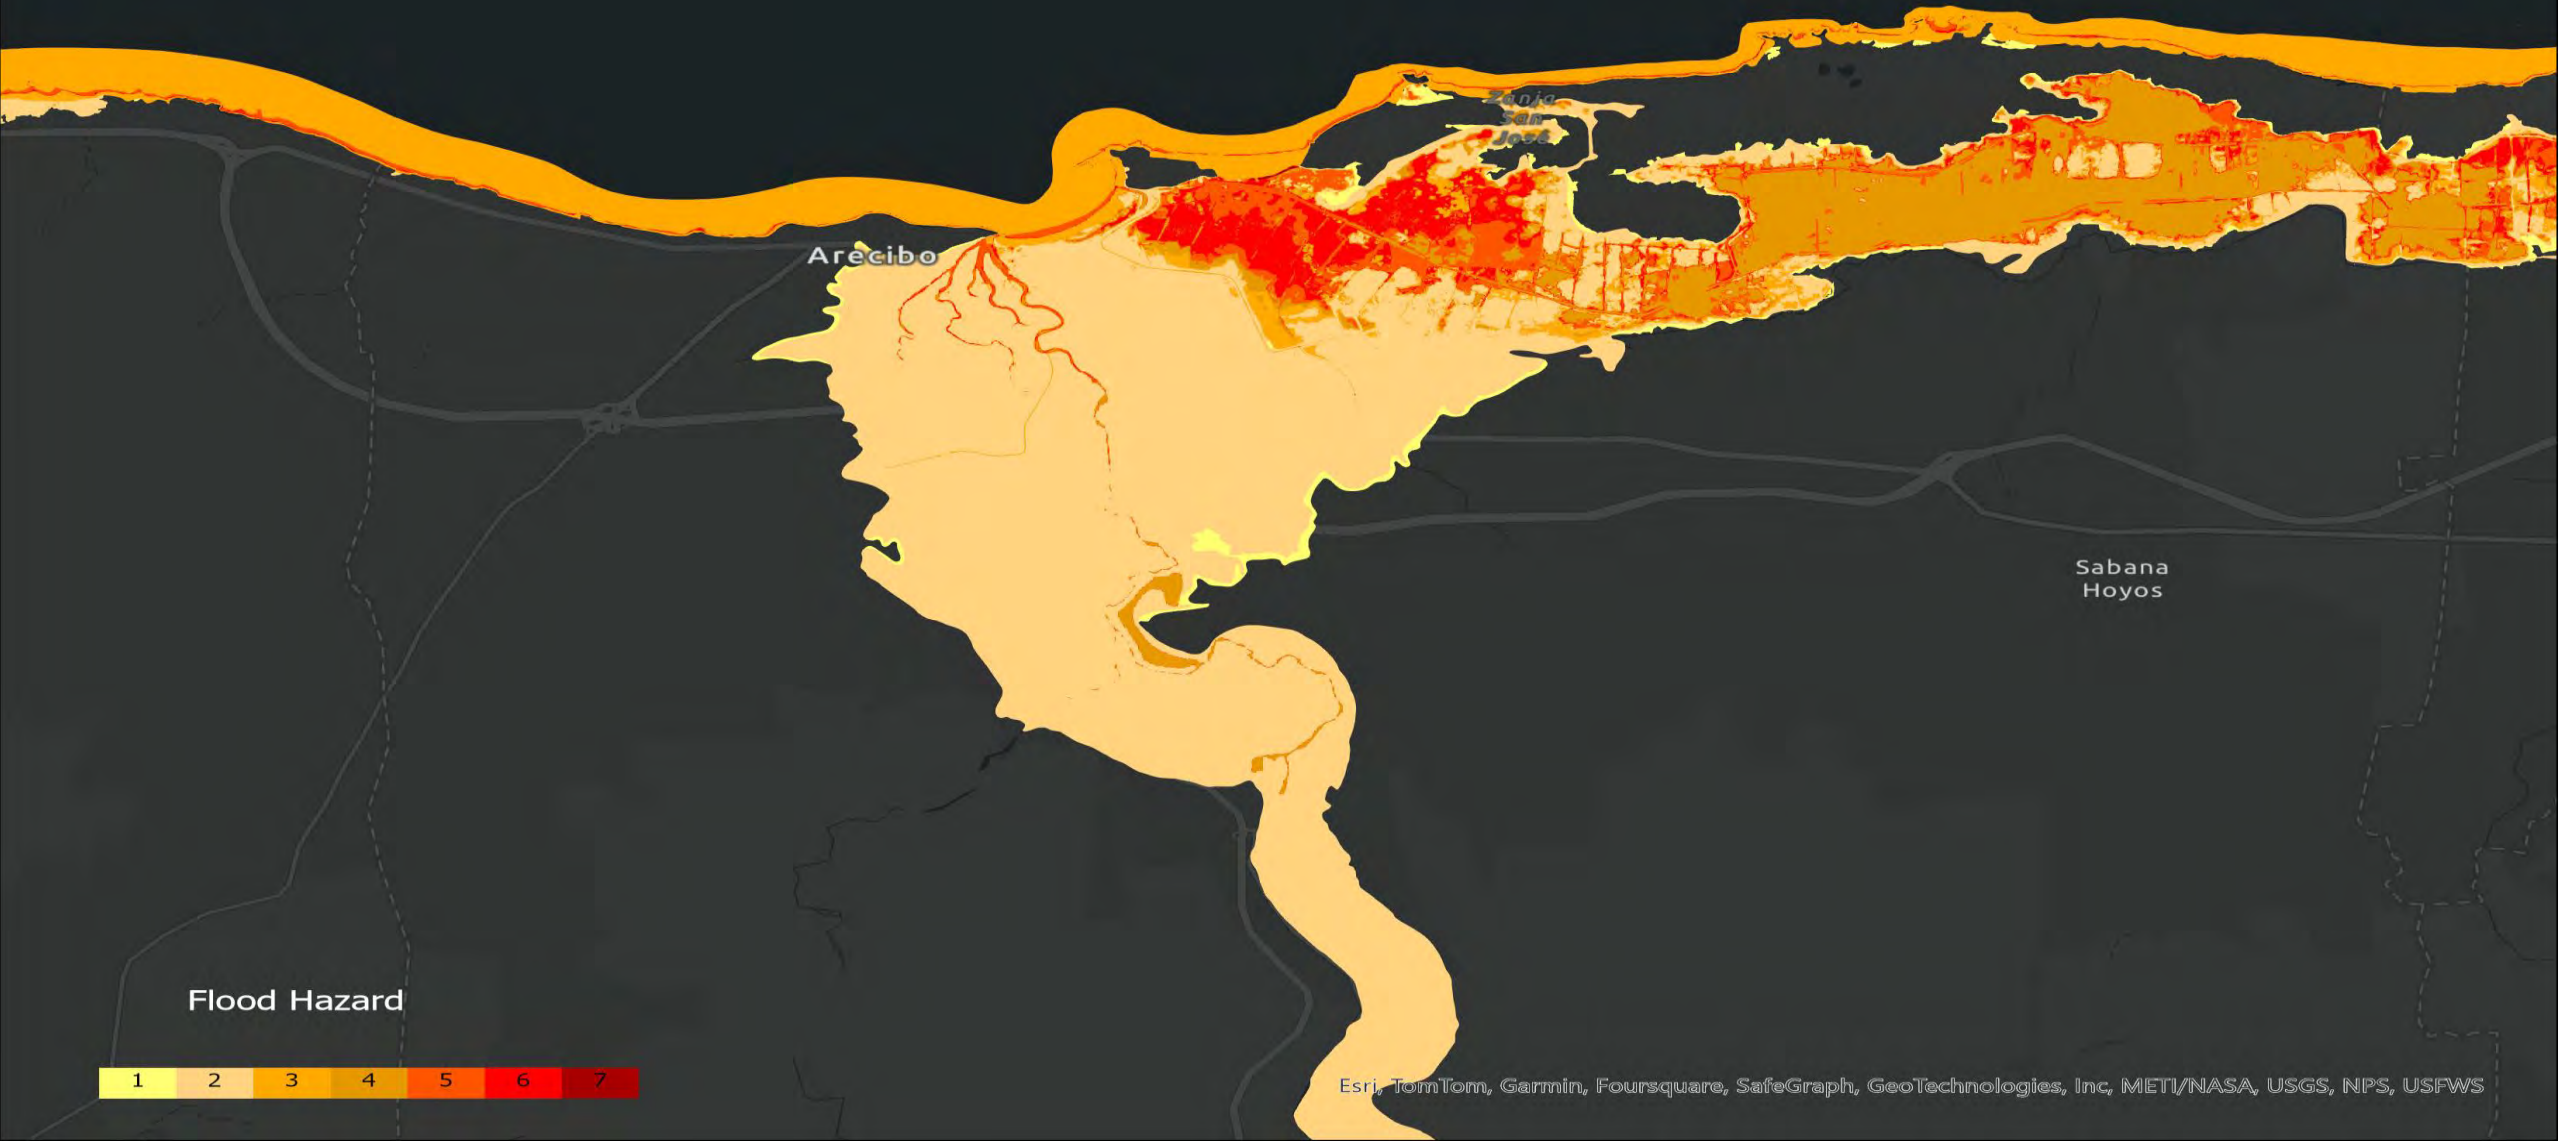 Zanja
San
José
Arecibo
Sabana
Hoyos
Flood Hazard
1 2 3 4 5 6 7
Esri, TomTom, Garmin, Foursquare, SafeGraph, GeoTechnologies, Inc, METI/NASA, USGS, NPS, USFWS